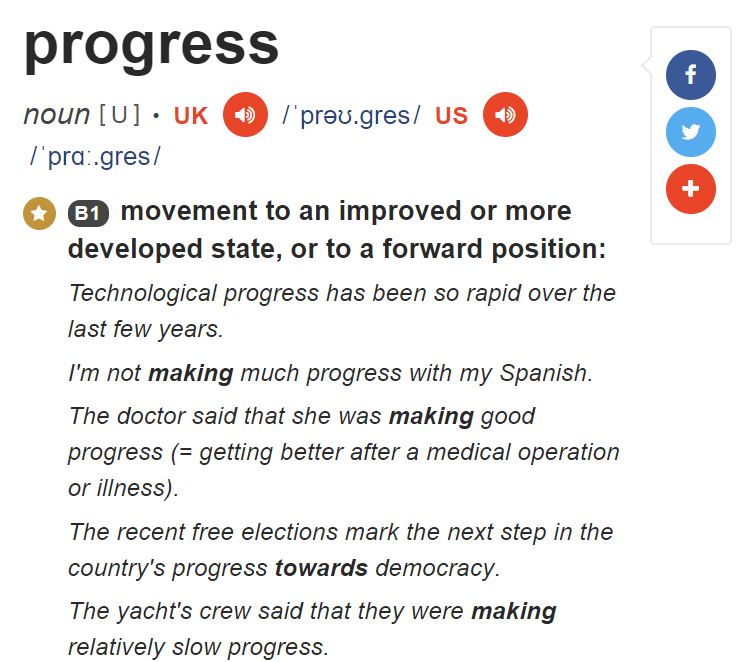 progress
noun [ U ] • UK /ˈprəʊ.ɡres/ US
/ˈprɑː.ɡres/
B1 movement to an improved or more
developed state, or to a forward position:
Technological progress has been so rapid over the
last few years.
I'm not making much progress with my Spanish.
The doctor said that she was making good
progress (= getting better after a medical operation
or illness).
The recent free elections mark the next step in the
country's progress towards democracy.
The yacht's crew said that they were making
relatively slow progress.